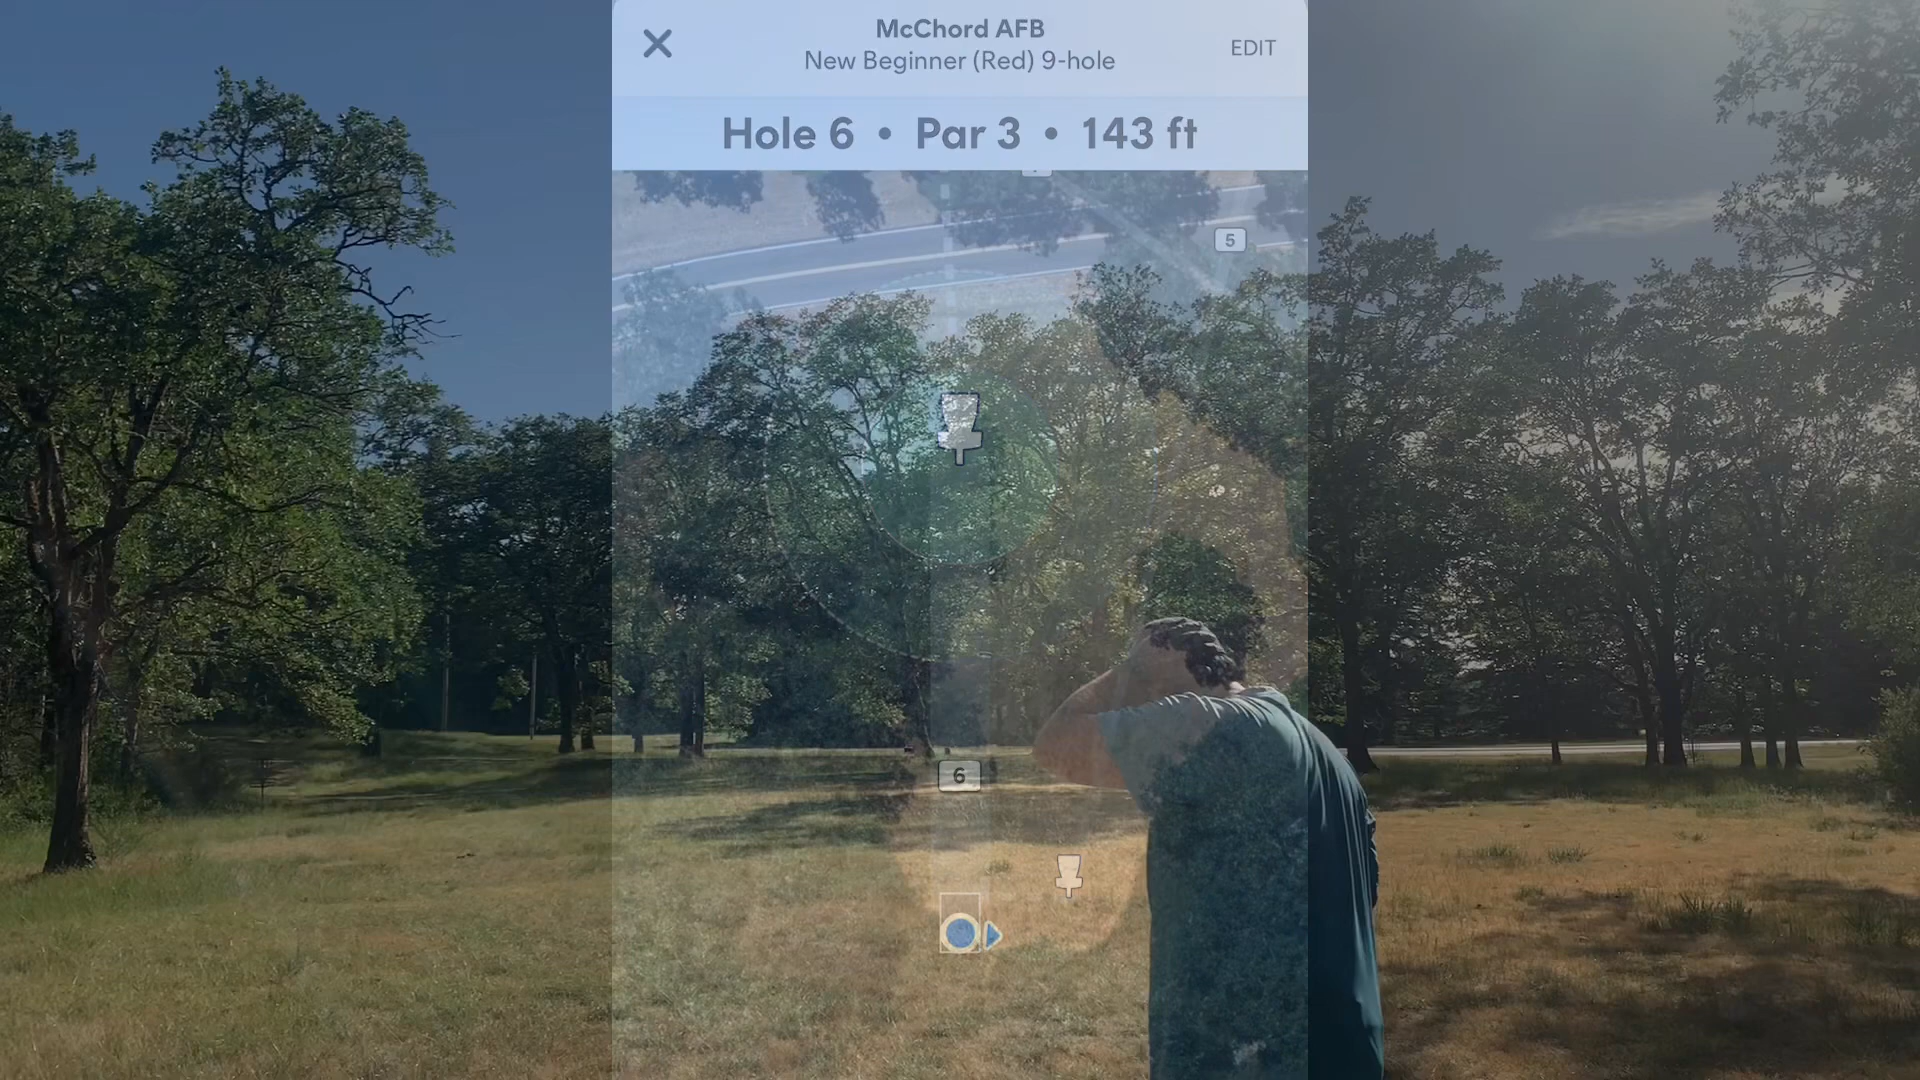 McChord AFB
New Beginner (Red) 9-hole
EDIT
Hole 6 • Par 3 • 143 ft
5
6